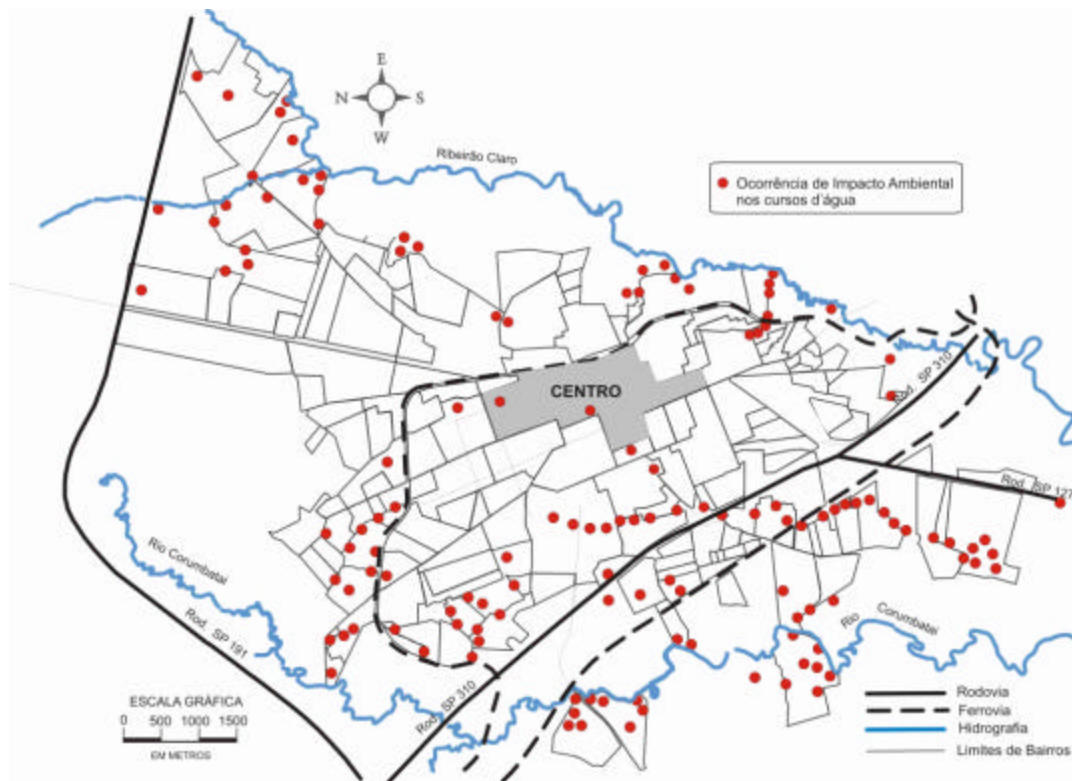 E
N
S
W
Ribeirão Claro
Ocorrência de Impacto Ambiental
nos cursos d'água
CENTRO
Rod. SP 310
Rod. SP 127
Rio Corumbatai
Rod. SP 191
Rio Corumbatai
Rod. SP 310
ESCALA GRÁFICA
0 500 1000 1500
EM METROS
Rodovia
Ferrovia
Hidrografia
Limites de Bairros